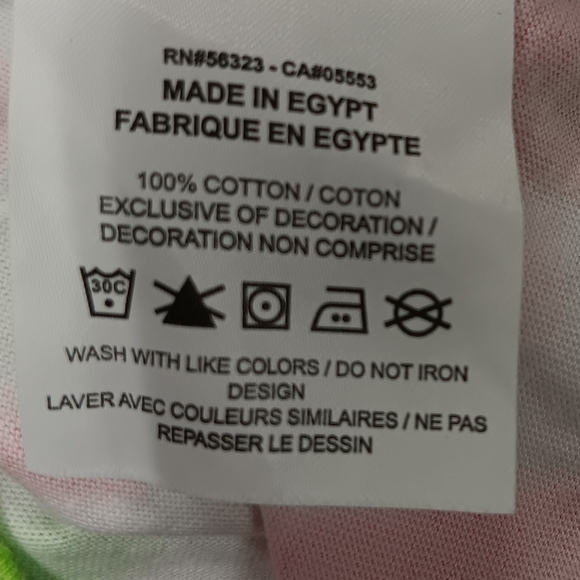 RN#56323 - CA#05553
MADE IN EGYPT
FABRIQUE EN EGYPTE
100% COTTON / COTON
EXCLUSIVE OF DECORATION /
DECORATION NON COMPRISE
30C
WASH WITH LIKE COLORS / DO NOT IRON
DESIGN
LAVER AVEC COULEURS SIMILAIRES / NE PAS
REPASSER LE DESSIN